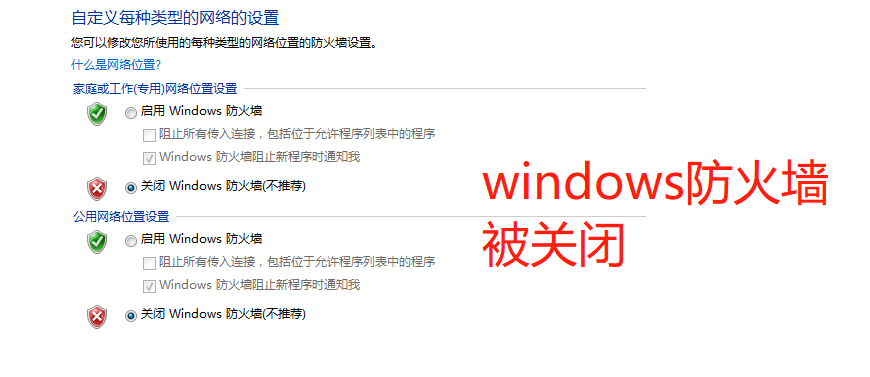 自定义每种类型的网络的设置
您可以修改您所使用的每种类型的网络位置的防火墙设置。
什么是网络位置?
家庭或工作(专用)网络位置设置
启用 Windows 防火墙
阻止所有传入连接，包括位于允许程序列表中的程序
Windows 防火墙阻止新程序时通知我
关闭 Windows 防火墙(不推荐)
公用网络位置设置
启用 Windows 防火墙
阻止所有传入连接，包括位于允许程序列表中的程序
Windows 防火墙阻止新程序时通知我
关闭 Windows 防火墙(不推荐)
windows防火墙
被关闭